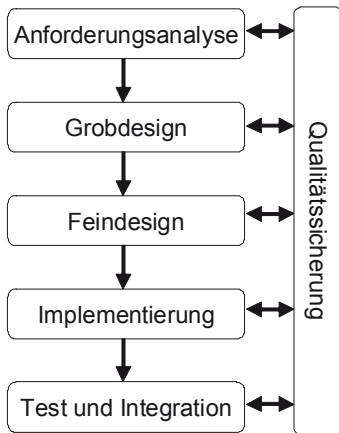 Anforderungsanalyse
Grobdesign
Feindesign
Implementierung
Test und Integration
Qualitätssicherung